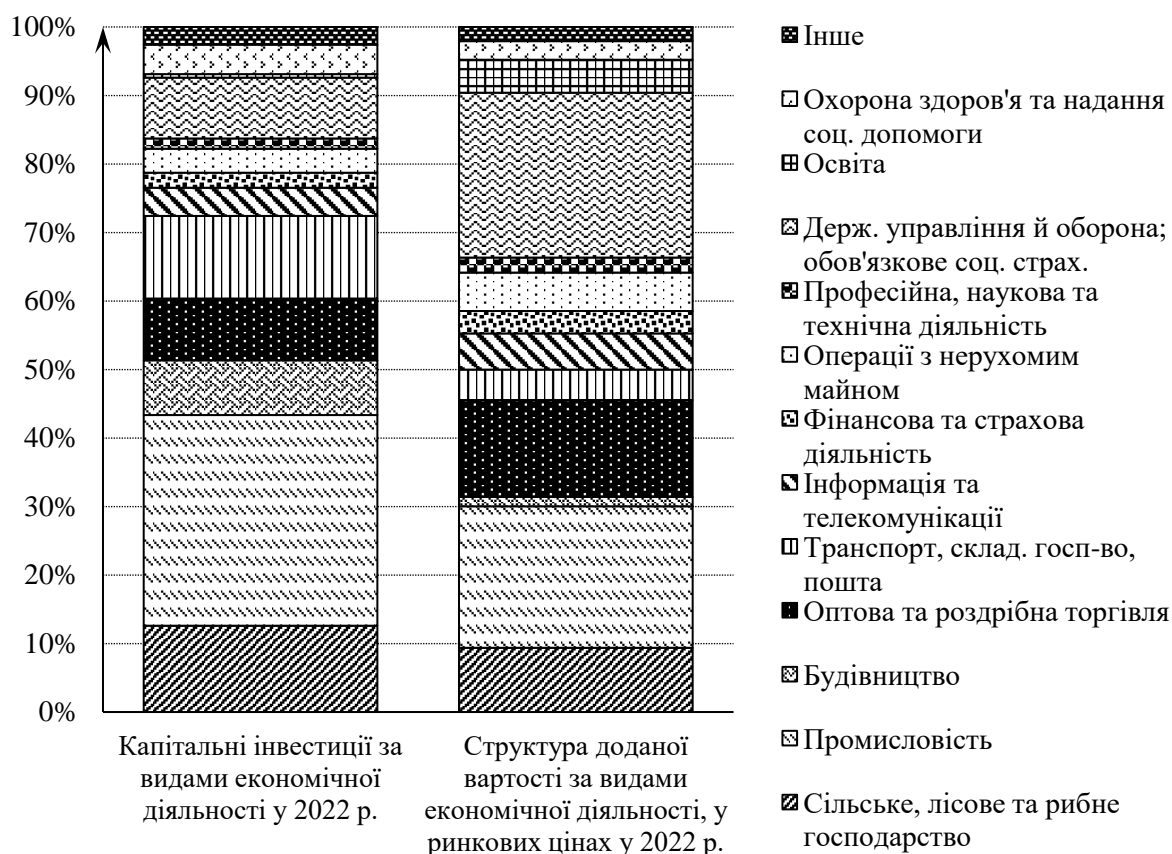 100%
90%
80%
70%
60%
50%
40%
30%
20%
10%
0%
Капітальні інвестиції за
видами економічної
діяльності у 2022 р.
Структура доданої
вартості за видами
економічної діяльності, у
ринкових цінах у 2022 р.
Інше
Охорона здоров'я та надання
соц. допомоги
Освіта
Держ. управління й оборона;
обов'язкове соц. страх.
Професійна, наукова та
технічна діяльність
Операції з нерухомим
майном
Фінансова та страхова
діяльність
Інформація та
телекомунікації
Транспорт, склад. госп-во,
пошта
Оптова та роздрібна торгівля
Будівництво
Промисловість
Сільське, лісове та рибне
господарство